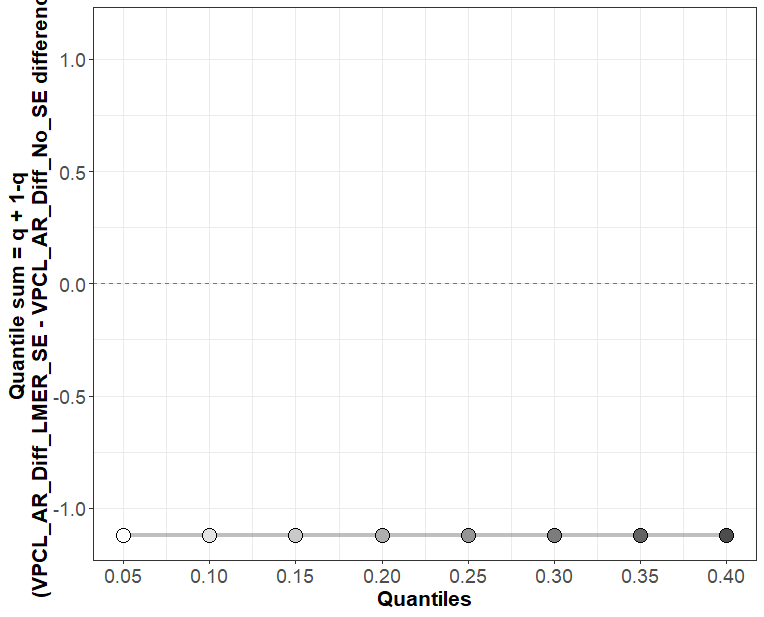 Quantile sum = q + 1-q
(VPCL_AR_Diff_LMER_SE - VPCL_AR_Diff_No_SE differenc
1.0
0.5
0.0
-0.5
-1.0
0.05 0.10 0.15 0.20 0.25 0.30 0.35 0.40
Quantiles